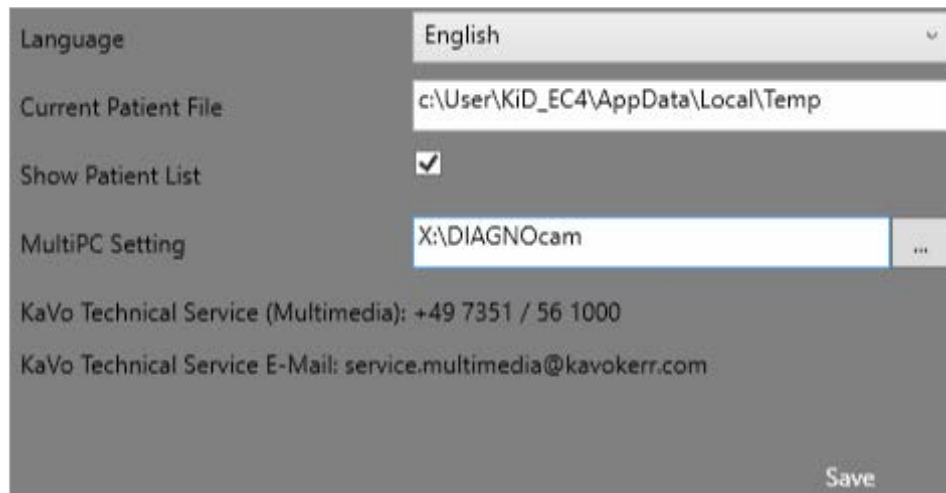 Language English
Current Patient File c:\User\KiD_EC4\AppData\Local\Temp
Show Patient List
MultiPC Setting X:\DIAGNOcam ...
KaVo Technical Service (Multimedia): +49 7351 / 56 1000
KaVo Technical Service E-Mail: service.multimedia@kavokerr.com
Save